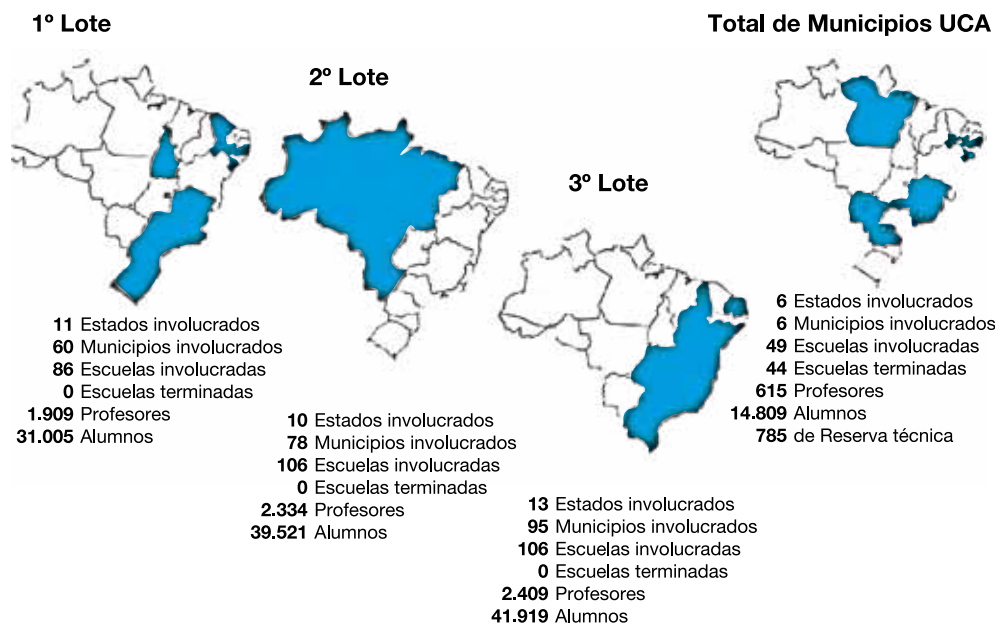 1º Lote
11 Estados involucrados
60 Municipios involucrados
86 Escuelas involucradas
0 Escuelas terminadas
1.909 Profesores
31.005 Alumnos
2º Lote
10 Estados involucrados
78 Municipios involucrados
106 Escuelas involucradas
0 Escuelas terminadas
2.334 Profesores
39.521 Alumnos
3º Lote
13 Estados involucrados
95 Municipios involucrados
106 Escuelas involucradas
0 Escuelas terminadas
2.409 Profesores
41.919 Alumnos
Total de Municipios UCA
6 Estados involucrados
6 Municipios involucrados
49 Escuelas involucradas
44 Escuelas terminadas
615 Profesores
14.809 Alumnos
785 de Reserva técnica